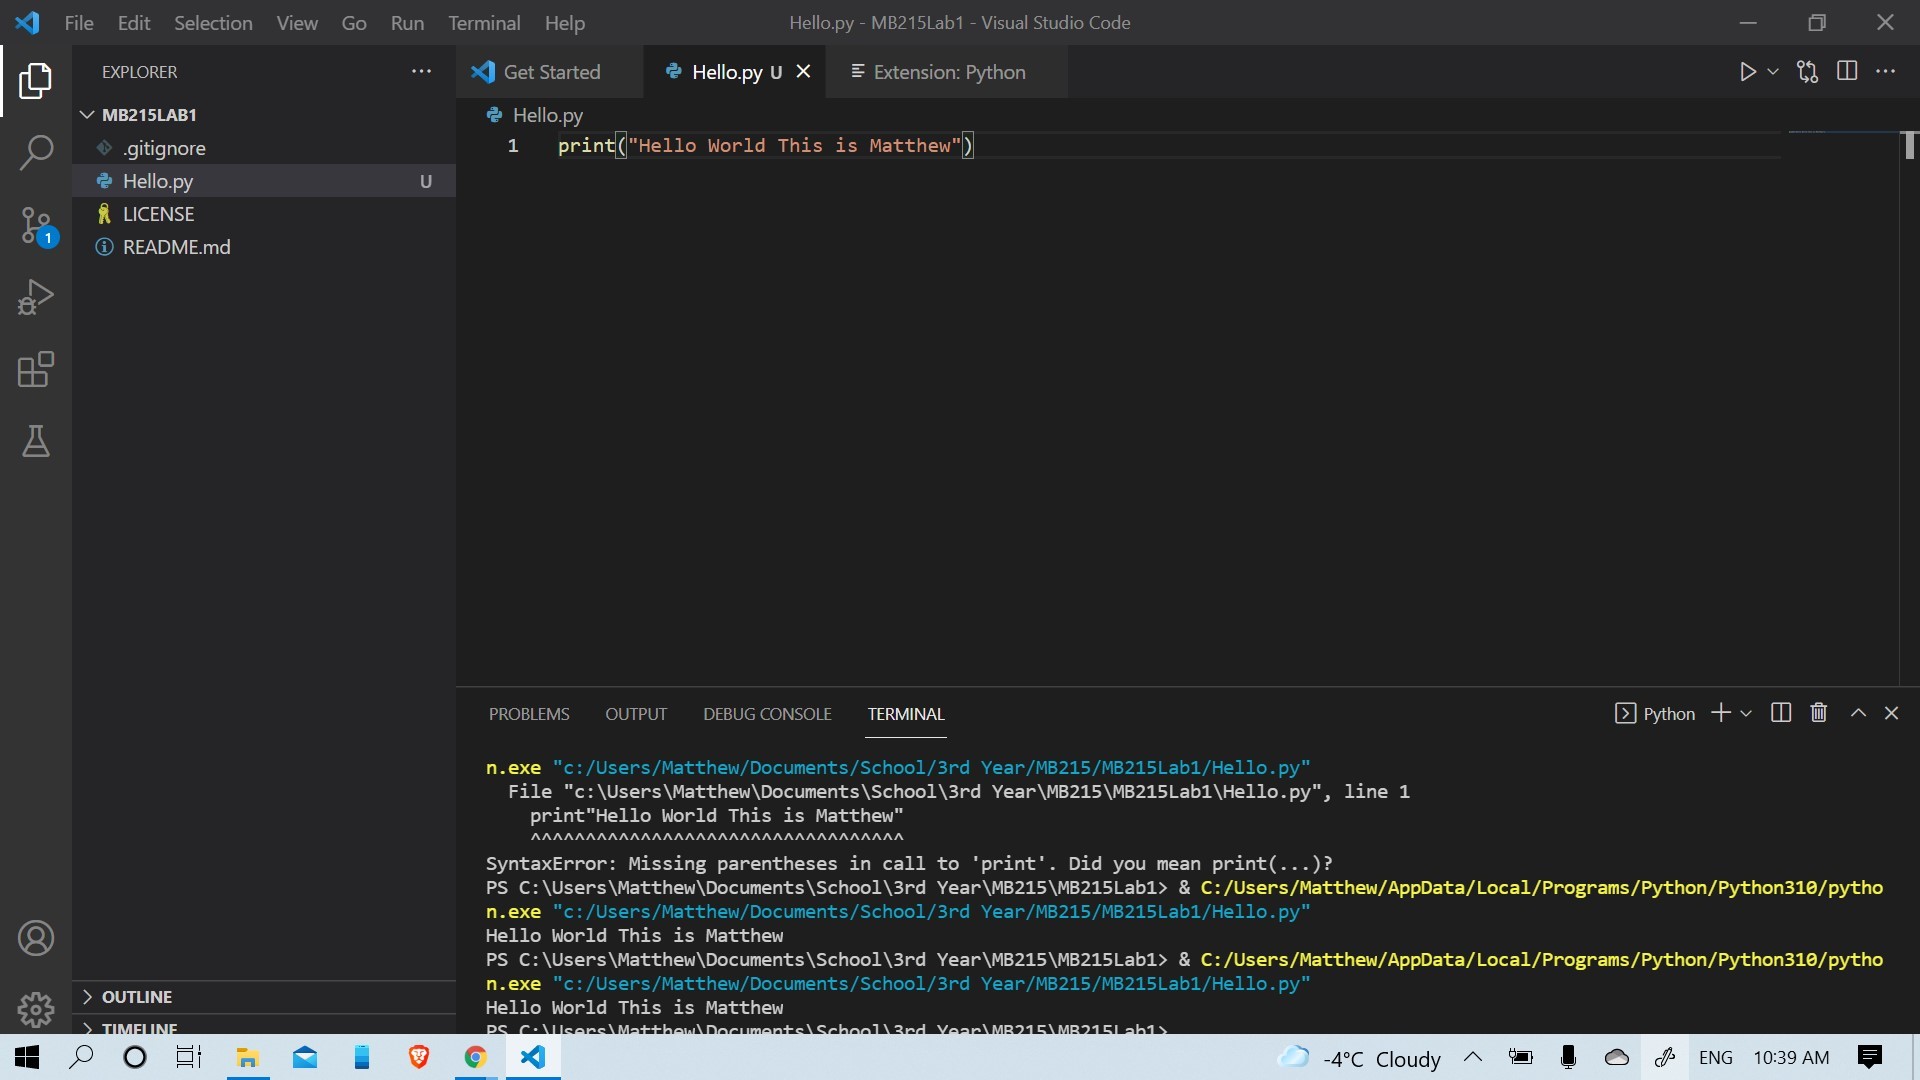 File Edit Selection View Go Run Terminal Help
Hello.py - MB215Lab1 - Visual Studio Code
EXPLORER
Get Started
Hello.py U
Extension: Python
MB215LAB1
.gitignore
Hello.py U
LICENSE
README.md
1
Hello.py
1 print("Hello World This is Matthew")
PROBLEMS OUTPUT DEBUG CONSOLE TERMINAL
Python
n.exe "c:/Users/Matthew/Documents/School/3rd Year/MB215/MB215Lab1/Hello.py"
File "c:\Users\Matthew\Documents\School\3rd Year\MB215\MB215Lab1\Hello.py", line 1
print"Hello World This is Matthew"
^^^^^^^^^^^^^^^^^^^^^^^^^^^^^^^^^^
SyntaxError: Missing parentheses in call to 'print'. Did you mean print(...)?
PS C:\Users\Matthew\Documents\School\3rd Year\MB215\MB215Lab1> & C:/Users/Matthew/AppData/Local/Programs/Python/Python310/pytho
n.exe "c:/Users/Matthew/Documents/School/3rd Year/MB215/MB215Lab1/Hello.py"
Hello World This is Matthew
PS C:\Users\Matthew\Documents\School\3rd Year\MB215\MB215Lab1> & C:/Users/Matthew/AppData/Local/Programs/Python/Python310/pytho
n.exe "c:/Users/Matthew/Documents/School/3rd Year/MB215/MB215Lab1/Hello.py"
Hello World This is Matthew
PS C:\Users\Matthew\Documents\School\3rd Year\MB215\MB215Lab1>
OUTLINE
TIMELINE
-4°C Cloudy
ENG
10:39 AM